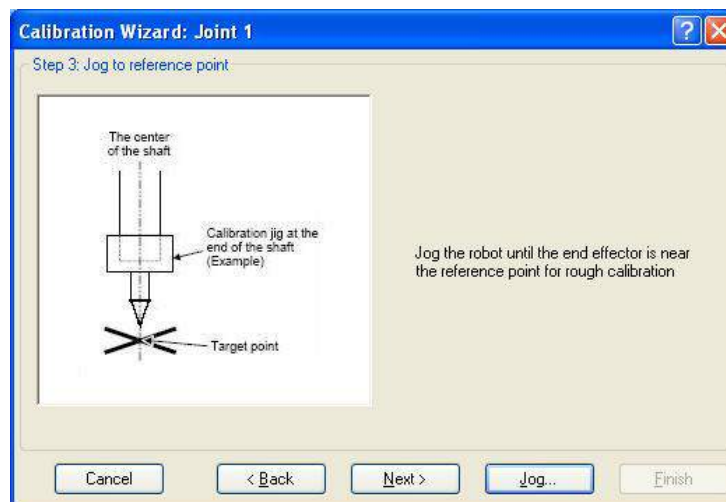 Calibration Wizard: Joint 1
Step 3: Jog to reference point
The center
of the shaft
Calibration jig at the
end of the shaft
(Example)
Target point
Jog the robot until the end effector is near
the reference point for rough calibration
Cancel
< Back
Next >
Jog...
Finish